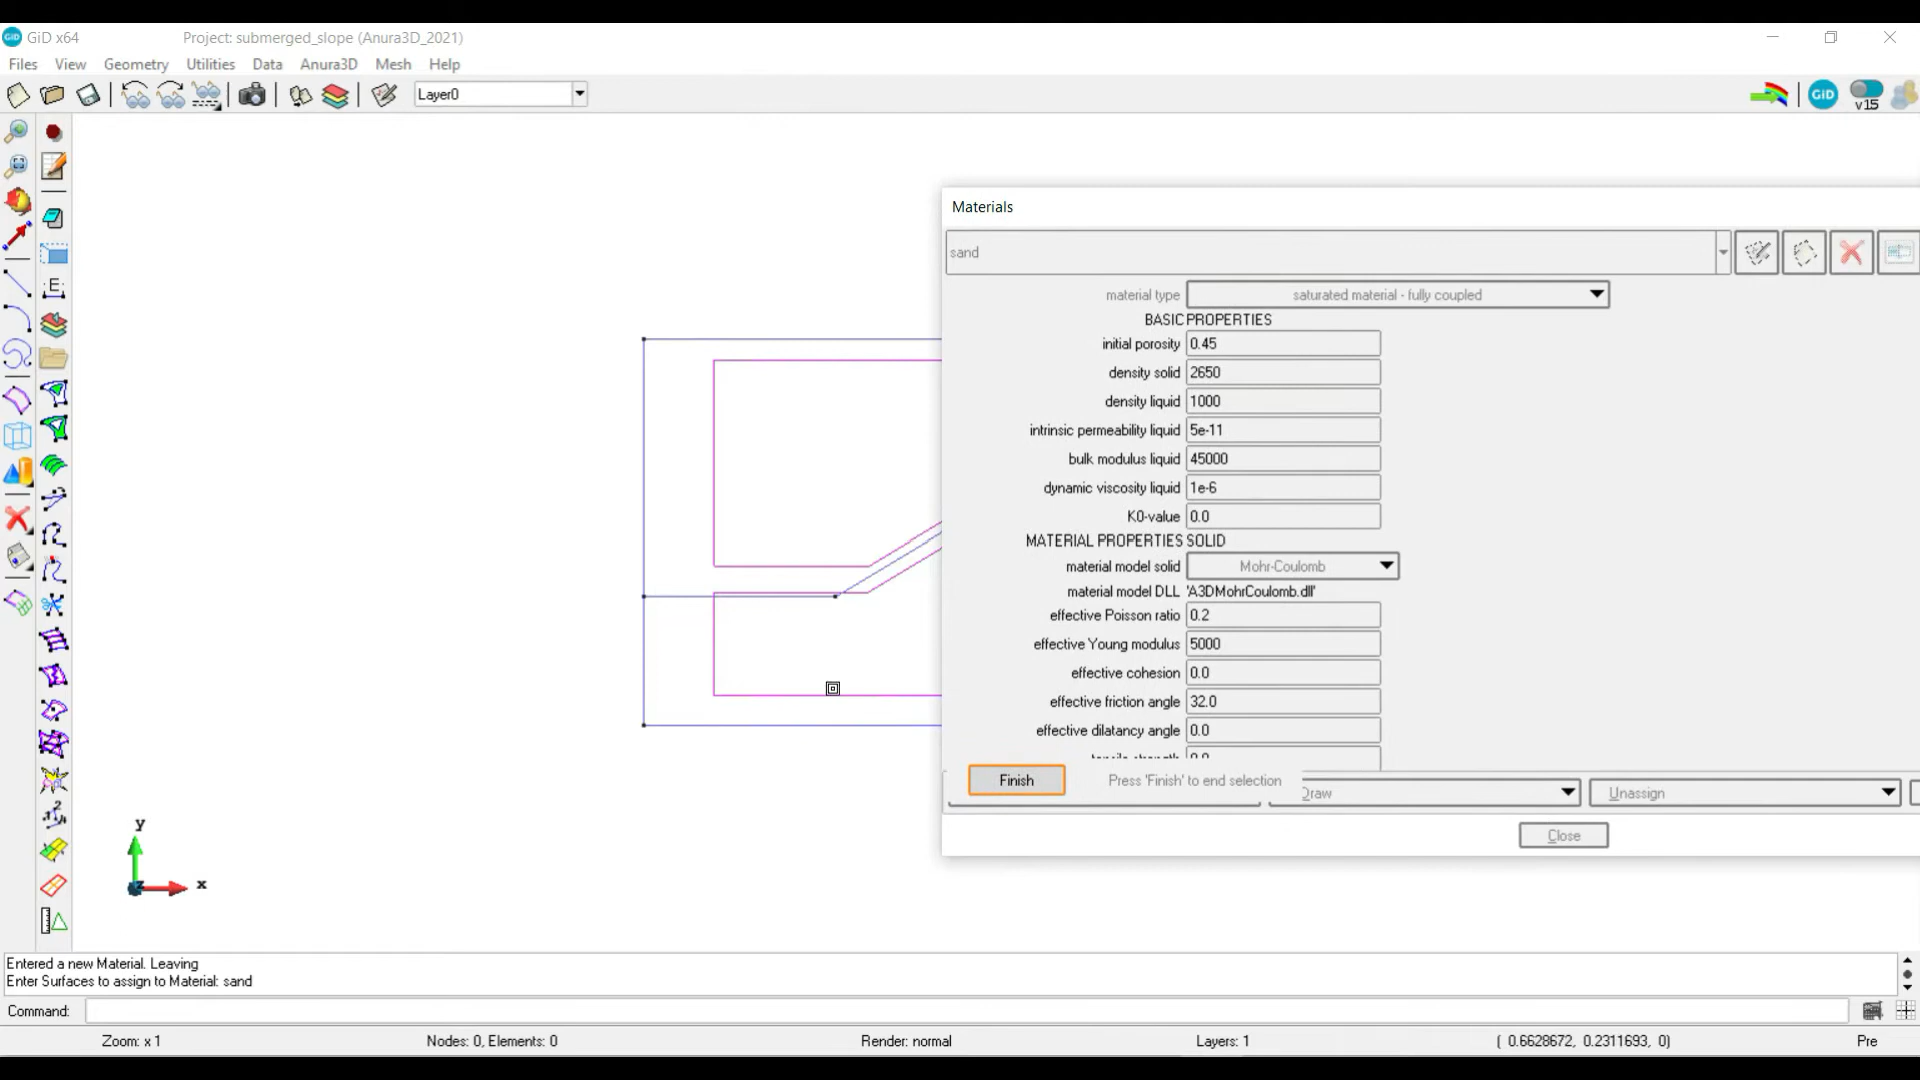 GiD x64 Project: submerged_slope (Anura3D_2021)
Files View Geometry Utilities Data Anura3D Mesh Help
Layer0
GiD
v15
Materials
sand
material type saturated material - fully coupled
BASIC PROPERTIES
initial porosity 0.45
density solid 2650
density liquid 1000
intrinsic permeability liquid 5e-11
bulk modulus liquid 45000
dynamic viscosity liquid 1e-6
K0-value 0.0
MATERIAL PROPERTIES SOLID
material model solid Mohr-Coulomb
material model DLL 'A3DMohrCoulomb.dll'
effective Poisson ratio 0.2
effective Young modulus 5000
effective cohesion 0.0
effective friction angle 32.0
effective dilatancy angle 0.0
Finish Press 'Finish' to end selection Draw Unassign
Close
y
z x
Entered a new Material. Leaving
Enter Surfaces to assign to Material: sand
Command:
Zoom: x 1 Nodes: 0, Elements: 0 Render: normal Layers: 1 ( 0.6628672, 0.2311693, 0) Pre